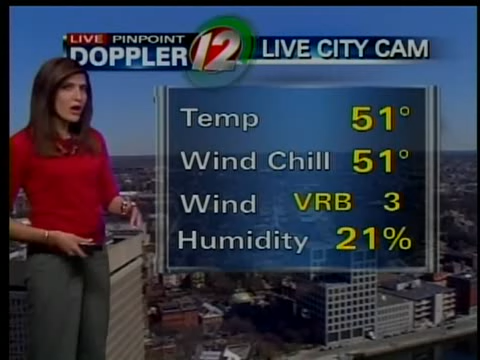 LIVE PINPOINT
DOPPLER 12 LIVE CITY CAM
Temp 51°
Wind Chill 51°
Wind VRB 3
Humidity 21%